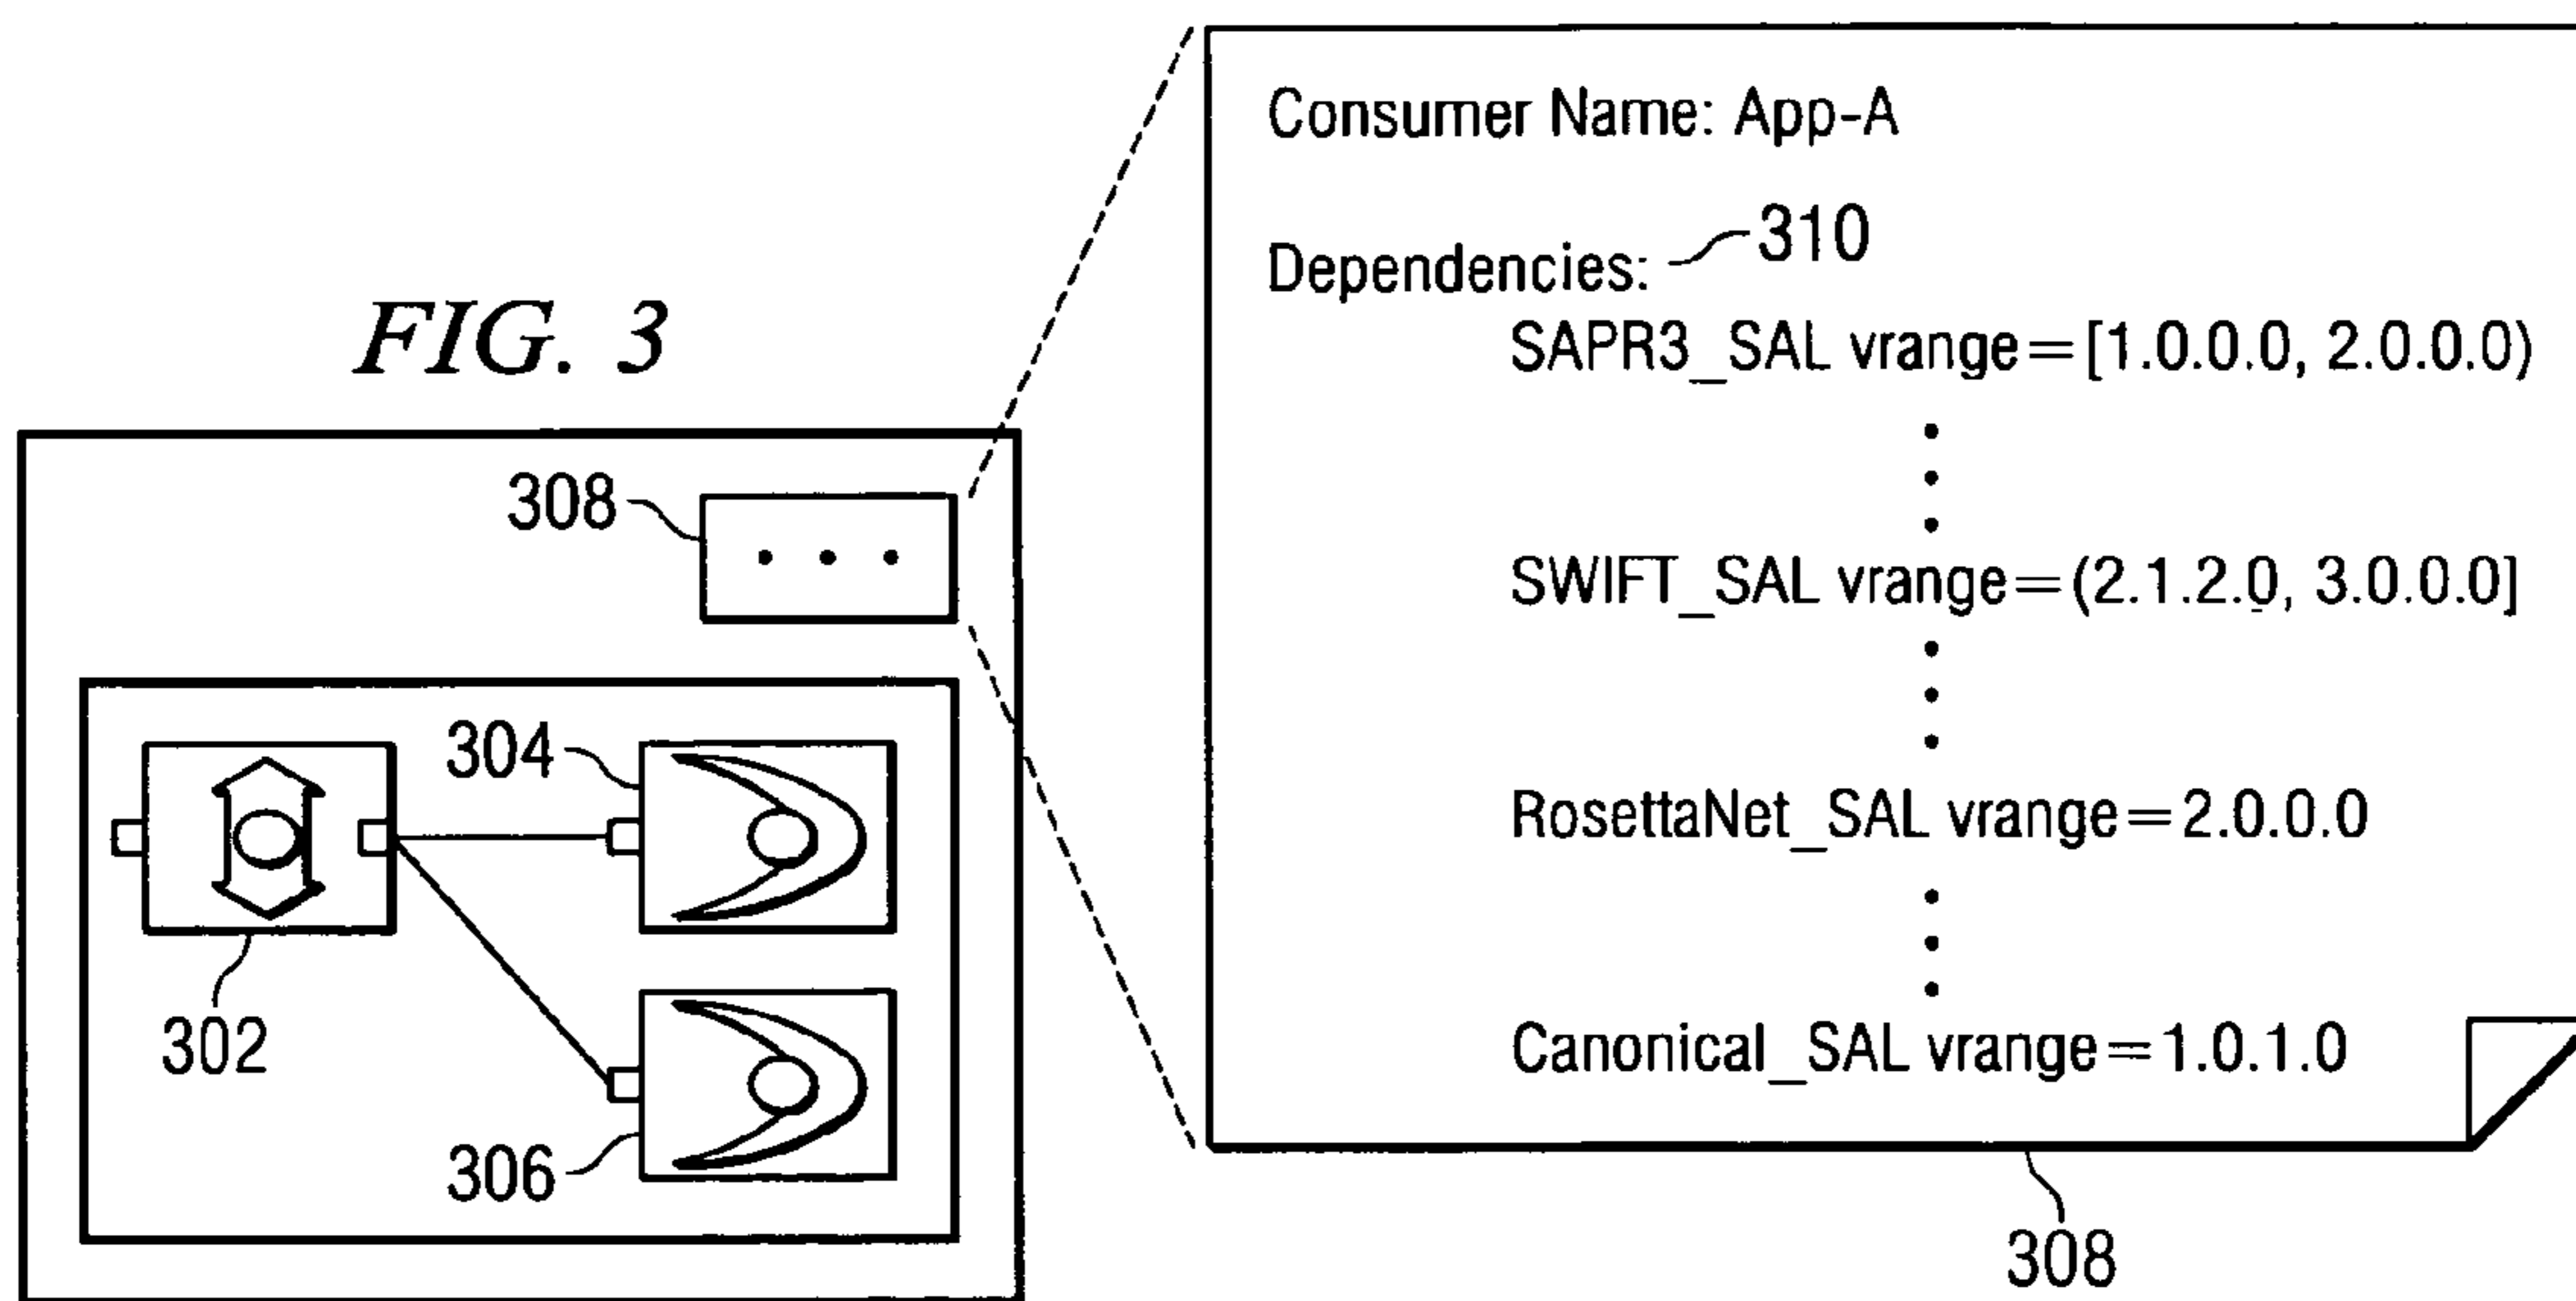 FIG. 3
308
304
302
306
Consumer Name: App-A
Dependencies: 310
SAPR3_SAL vrange=[1.0.0.0, 2.0.0.0)
SWIFT_SAL vrange=(2.1.2.0, 3.0.0.0]
RosettaNet_SAL vrange=2.0.0.0
Canonical_SAL vrange=1.0.1.0
308